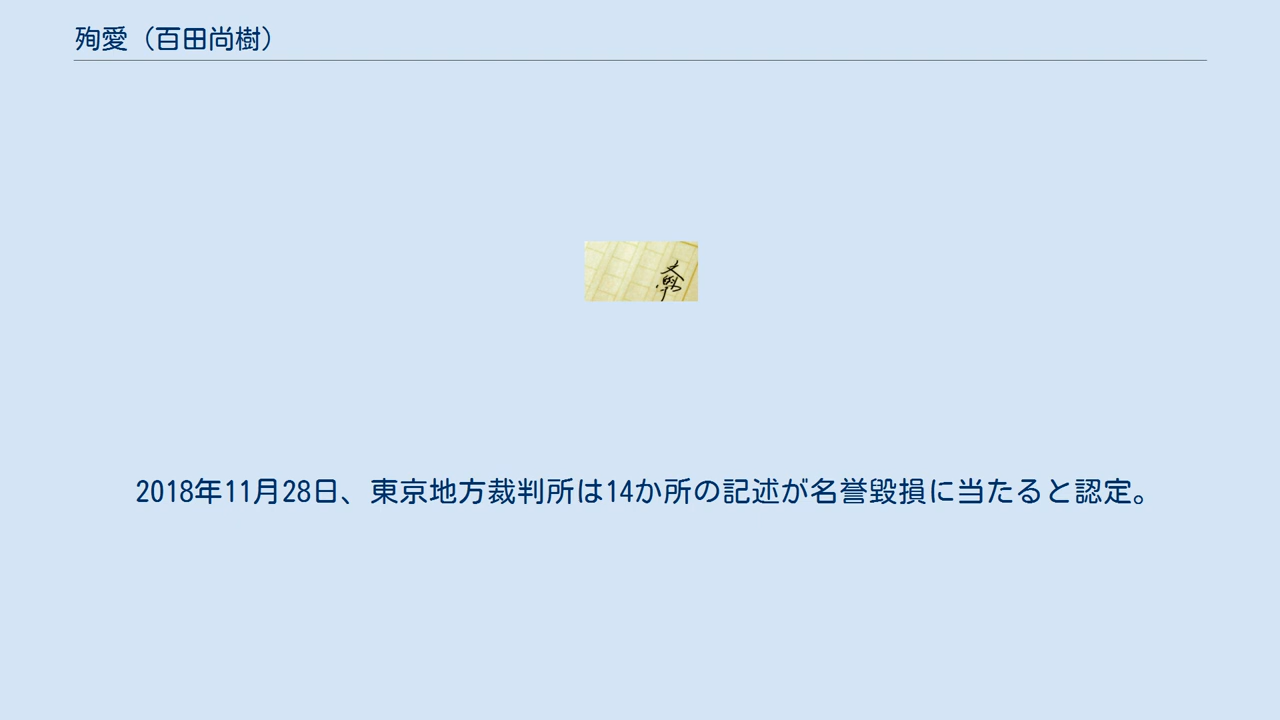 殉愛（百田尚樹）
2018年11月28日、東京地方裁判所は14か所の記述が名誉毀損に当たると認定。